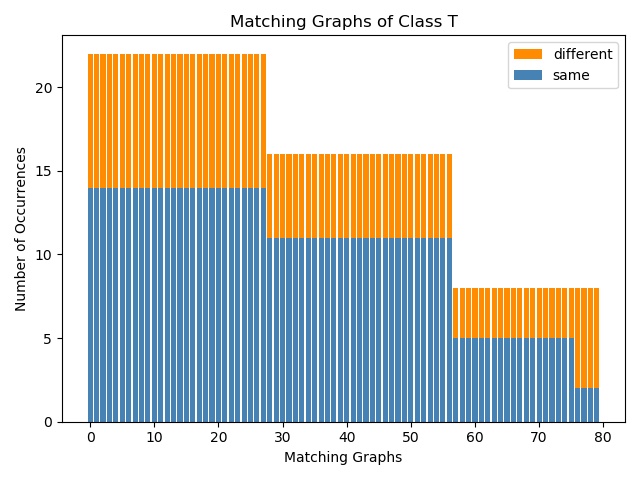 Matching Graphs of Class T
different
same
Number of Occurrences
20
15
10
5
0
0 10 20 30 40 50 60 70 80
Matching Graphs